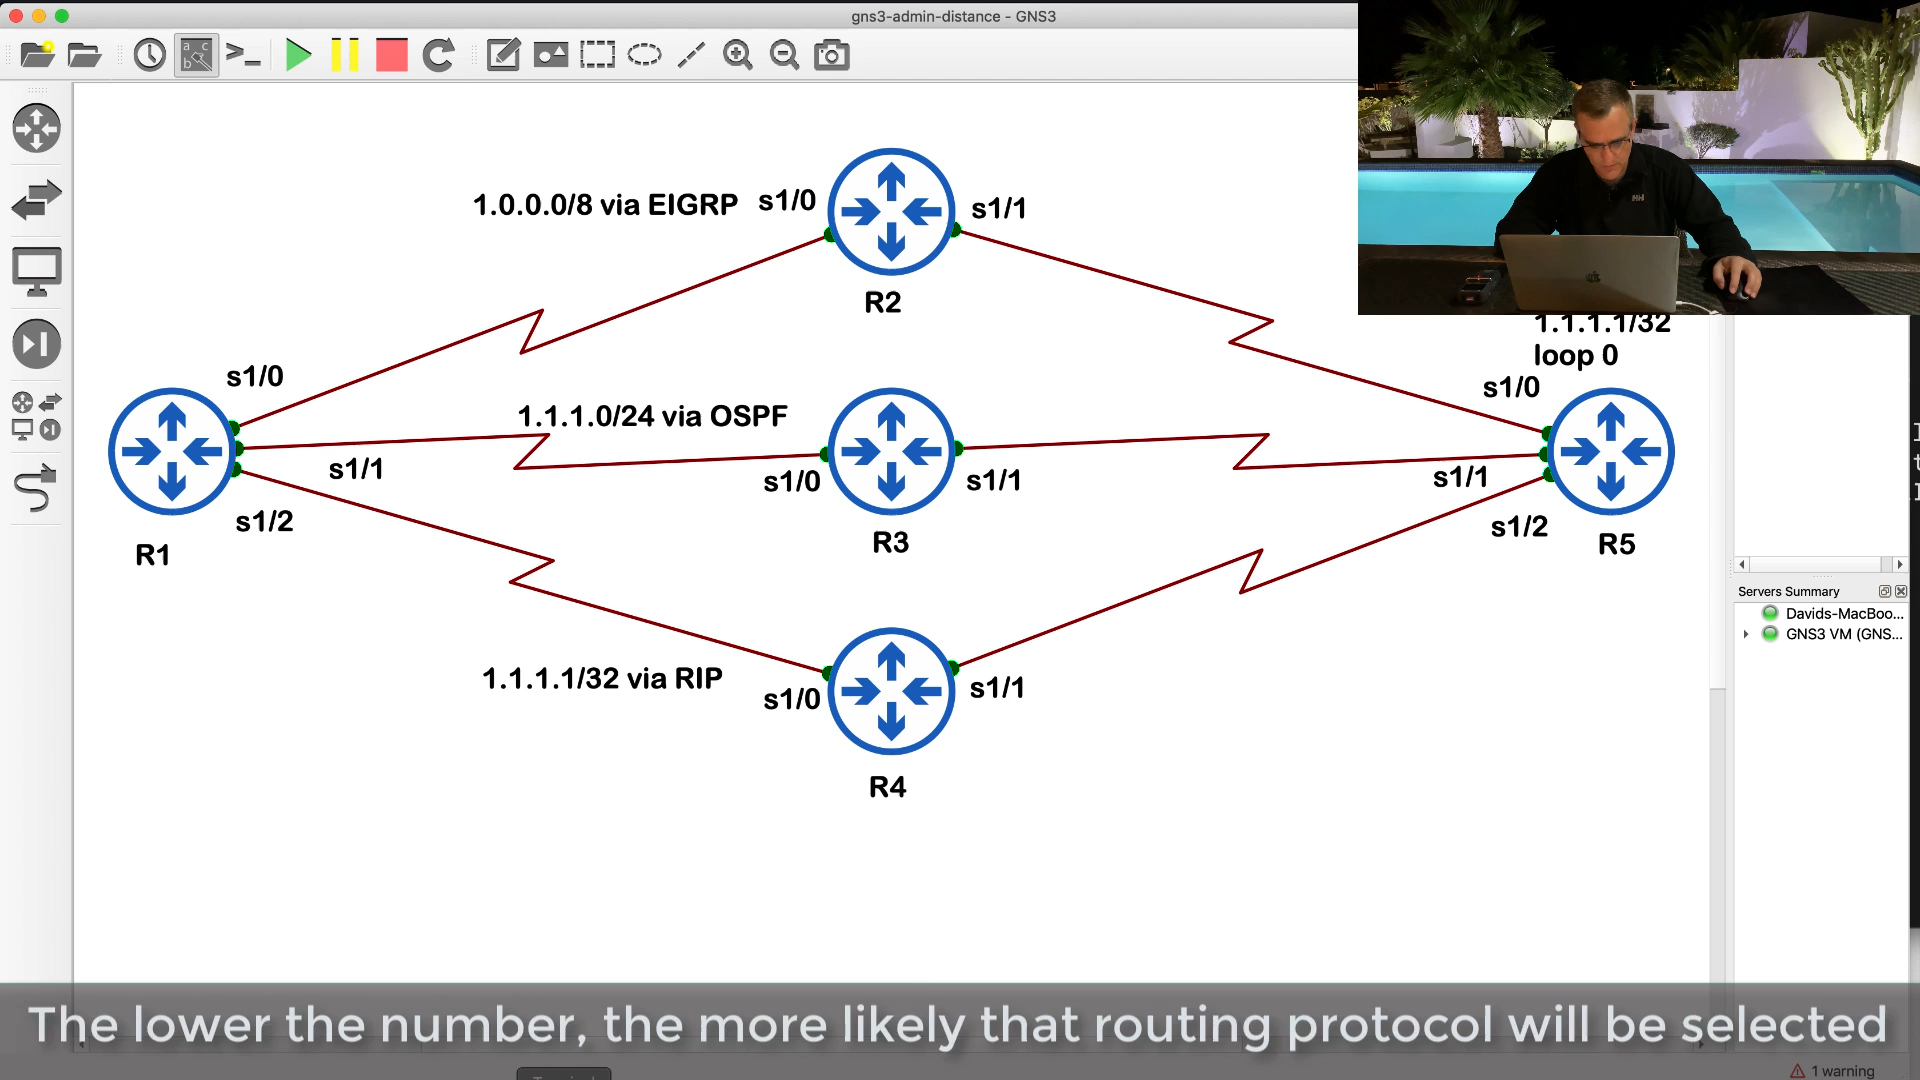 gns3-admin-distance - GNS3
1.0.0.0/8 via EIGRP
s1/0
s1/1
R2
1.1.1.1/32
loop 0
s1/0
s1/0
1.1.1.0/24 via OSPF
s1/1
s1/0
s1/1
s1/1
s1/2
R1
R3
s1/2
R5
Servers Summary
Davids-MacBoo...
GNS3 VM (GNS...
1.1.1.1/32 via RIP
s1/0
s1/1
R4
The lower the number, the more likely that routing protocol will be selected
1 warning